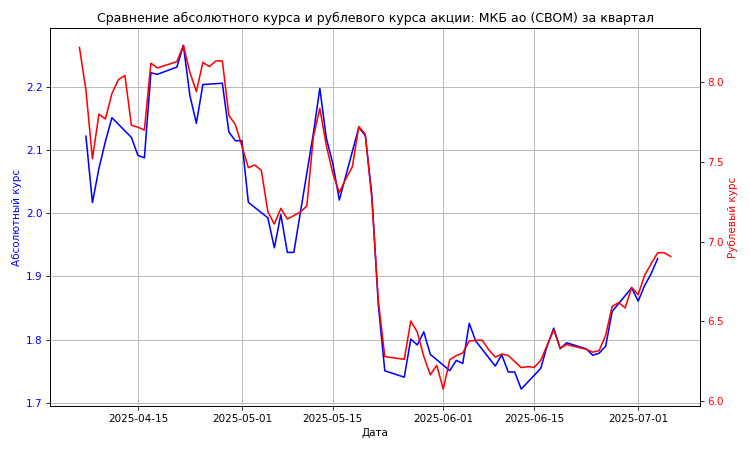 Сравнение абсолютного курса и рублевого курса акции: МКБ ао (CBOM) за квартал
Абсолютный курс
2.2
2.1
2.0
1.9
1.8
1.7
8.0
7.5
7.0
6.5
6.0
Рублевый курс
2025-04-15 2025-05-01 2025-05-15 2025-06-01 2025-06-15 2025-07-01
Дата